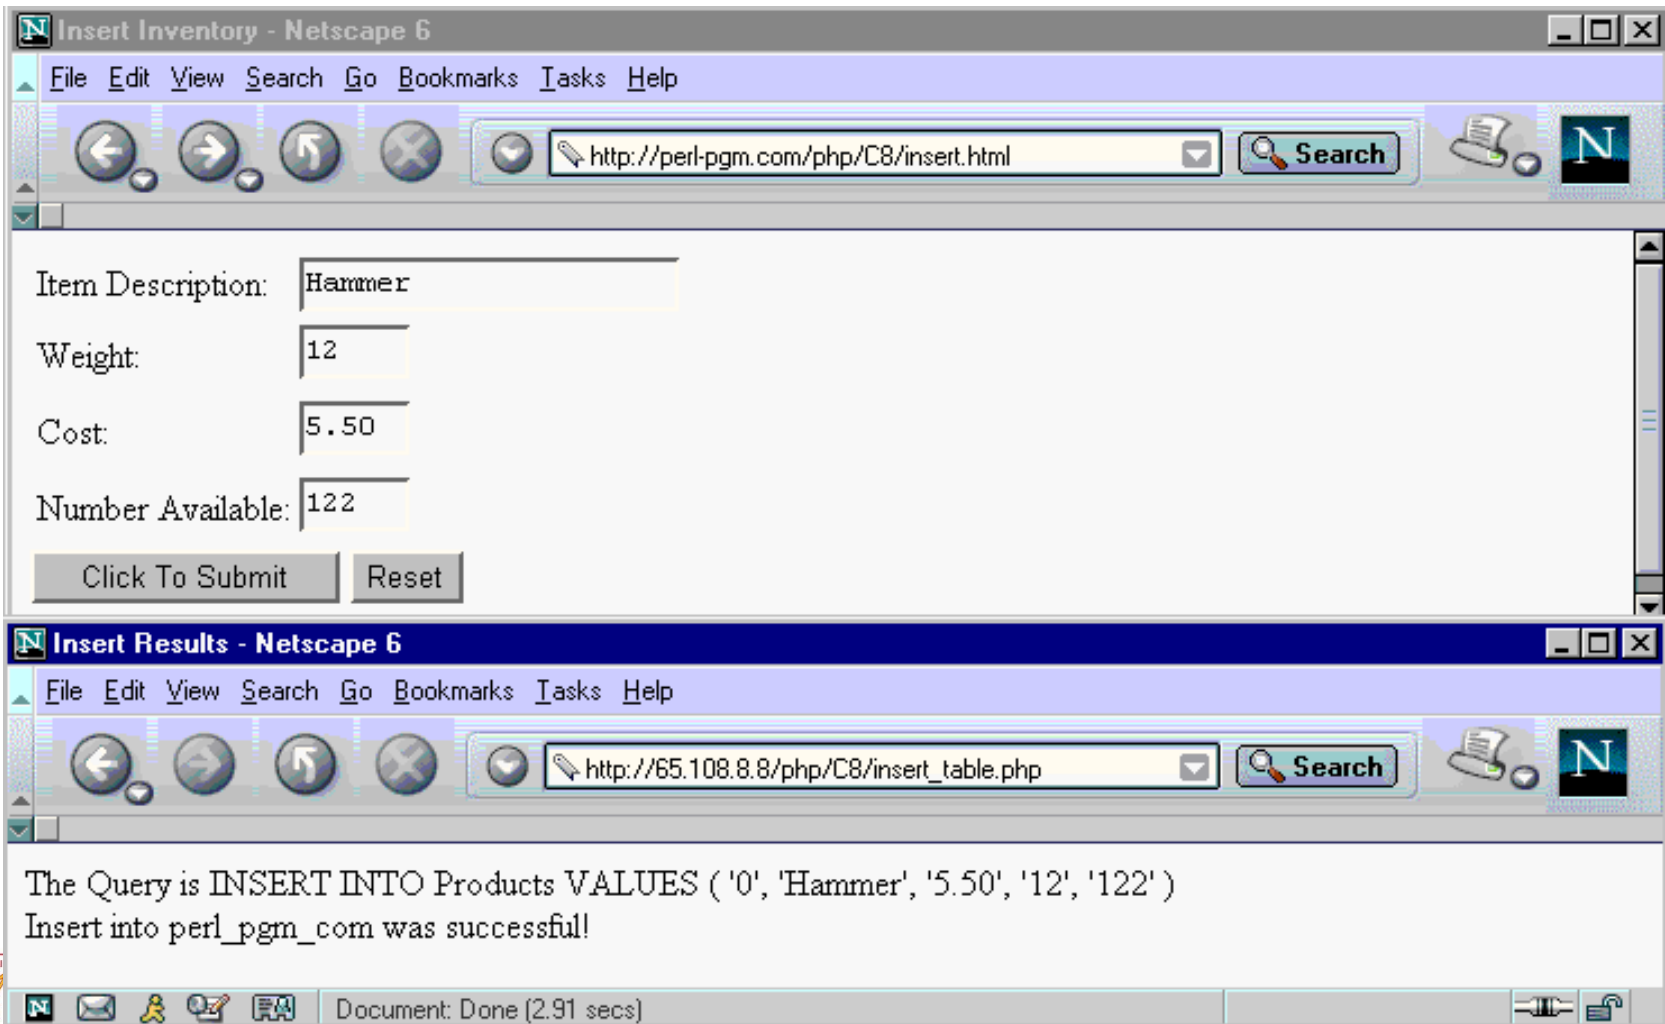 N Insert Inventory - Netscape 6
File Edit View Search Go Bookmarks Tasks Help
http://perl-pgm.com/php/C8/insert.html Search N
Item Description: Hammer
Weight: 12
Cost: 5.50
Number Available: 122
Click To Submit Reset
N Insert Results - Netscape 6
File Edit View Search Go Bookmarks Tasks Help
http://65.108.8.8/php/C8/insert_table.php Search N
The Query is INSERT INTO Products VALUES ( '0', 'Hammer', '5.50', '12', '122' )
Insert into perl_pgm_com was successful!
N Document: Done (2.91 secs)